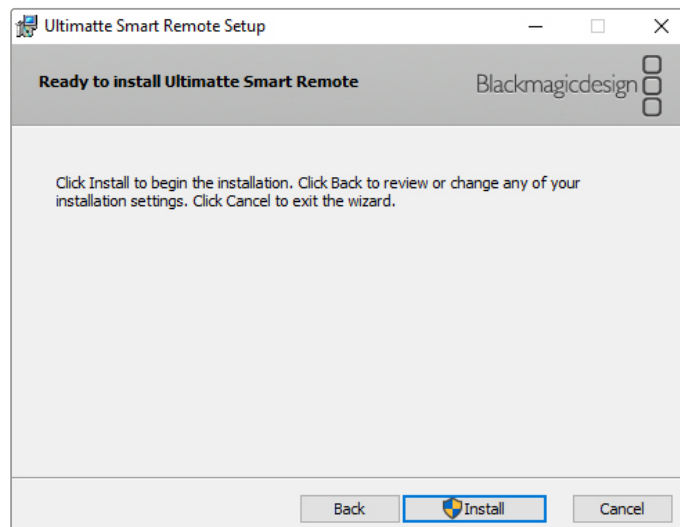 Ultimatte Smart Remote Setup
Ready to install Ultimatte Smart Remote
Blackmagicdesign
Click Install to begin the installation. Click Back to review or change any of your
installation settings. Click Cancel to exit the wizard.
Back
Install
Cancel